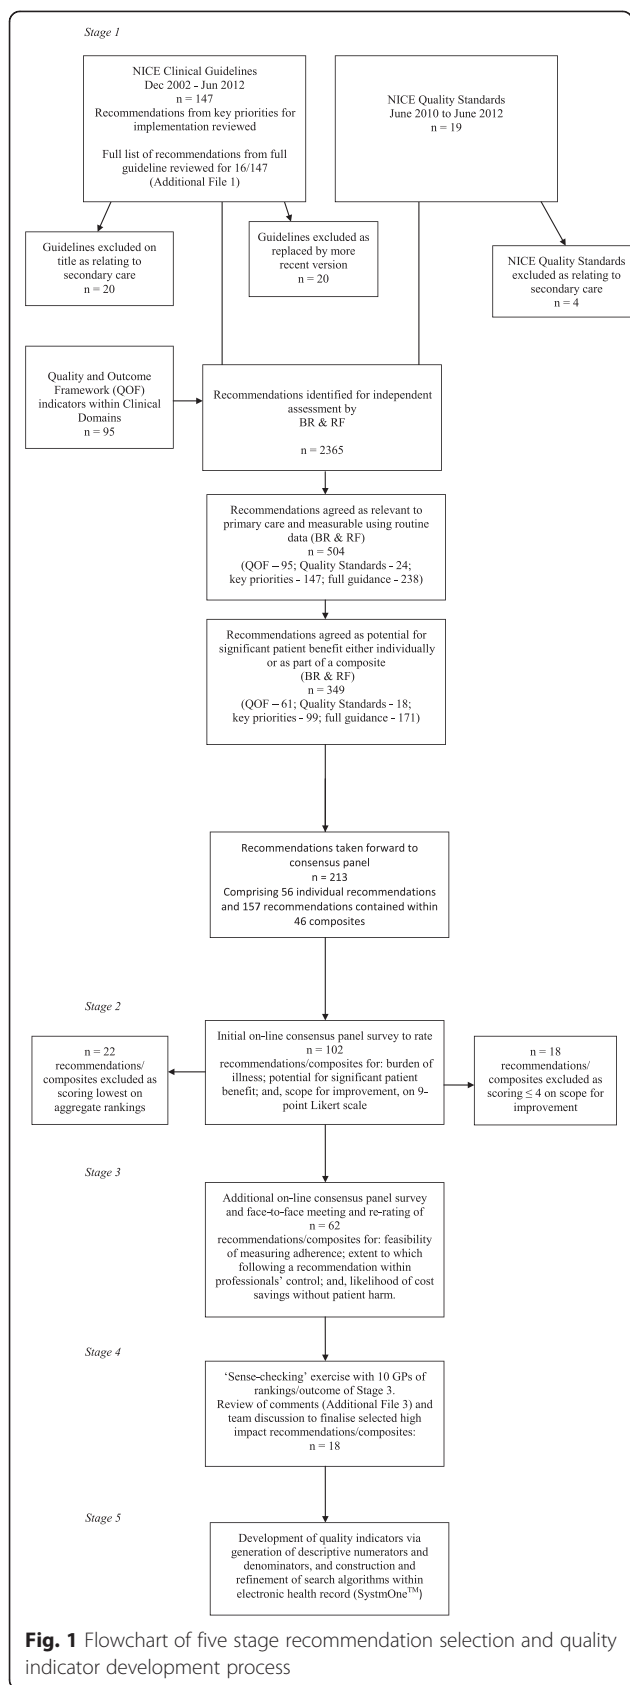 Stage 1
NICE Clinical Guidelines
Dec 2002 - Jun 2012
n = 147
Recommendations from key priorities for
implementation reviewed
Full list of recommendations from full
guideline reviewed for 16/147
(Additional File 1)
NICE Quality Standards
June 2010 to June 2012
n = 19
Guidelines excluded on
title as relating to
secondary care
n = 20
Guidelines excluded as
replaced by more
recent version
n = 20
NICE Quality Standards
excluded as relating to
secondary care
n = 4
Quality and Outcome
Framework (QOF)
indicators within Clinical
Domains
n = 95
Recommendations identified for independent
assessment by
BR & RF
n = 2365
Recommendations agreed as relevant to
primary care and measurable using routine
data (BR & RF)
n = 504
(QOF – 95; Quality Standards - 24;
key priorities - 147; full guidance - 238)
Recommendations agreed as potential for
significant patient benefit either individually
or as part of a composite
(BR & RF)
n = 349
(QOF – 61; Quality Standards - 18;
key priorities - 99; full guidance - 171)
Recommendations taken forward to
consensus panel
n = 213
Comprising 56 individual recommendations
and 157 recommendations contained within
46 composites
Stage 2
n = 22
recommendations/
composites excluded as
scoring lowest on
aggregate rankings
Initial on-line consensus panel survey to rate
n = 102
recommendations/composites for: burden of
illness; potential for significant patient
benefit; and, scope for improvement, on 9-
point Likert scale
n = 18
recommendations/
composites excluded as
scoring ≤ 4 on scope for
improvement
Stage 3
Additional on-line consensus panel survey
and face-to-face meeting and re-rating of
n = 62
recommendations/composites for: feasibility
of measuring adherence; extent to which
following a recommendation within
professionals' control; and, likelihood of cost
savings without patient harm.
Stage 4
'Sense-checking' exercise with 10 GPs of
rankings/outcome of Stage 3.
Review of comments (Additional File 3) and
team discussion to finalise selected high
impact recommendations/composites:
n = 18
Stage 5
Development of quality indicators via
generation of descriptive numerators and
denominators, and construction and
refinement of search algorithms within
electronic health record (SystmOne™)
Fig. 1 Flowchart of five stage recommendation selection and quality
indicator development process